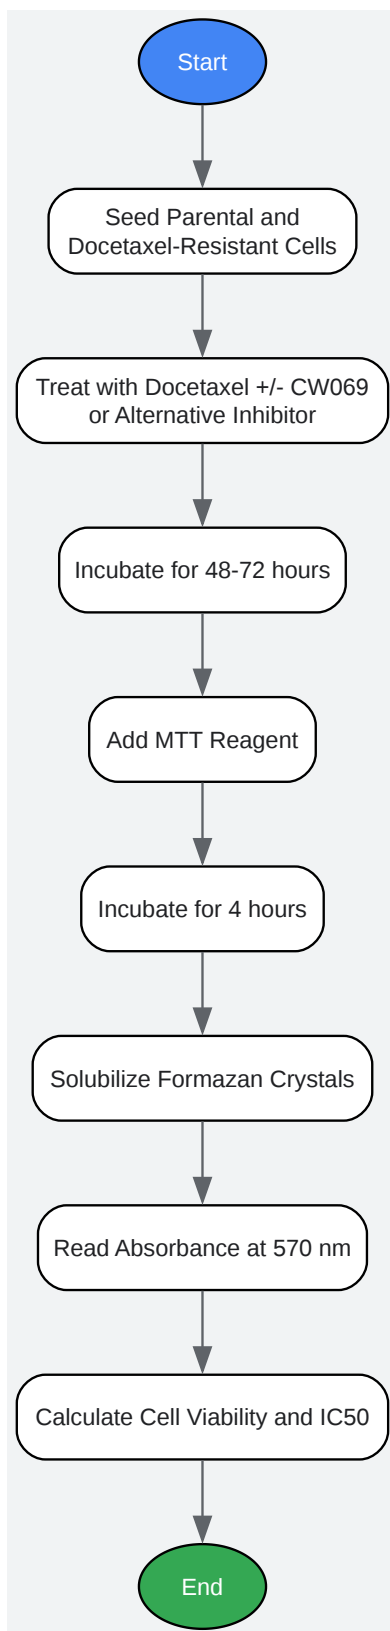 Start
Seed Parental and
Docetaxel-Resistant Cells
Treat with Docetaxel +/- CW069
or Alternative Inhibitor
Incubate for 48-72 hours
Add MTT Reagent
Incubate for 4 hours
Solubilize Formazan Crystals
Read Absorbance at 570 nm
Calculate Cell Viability and IC50
End